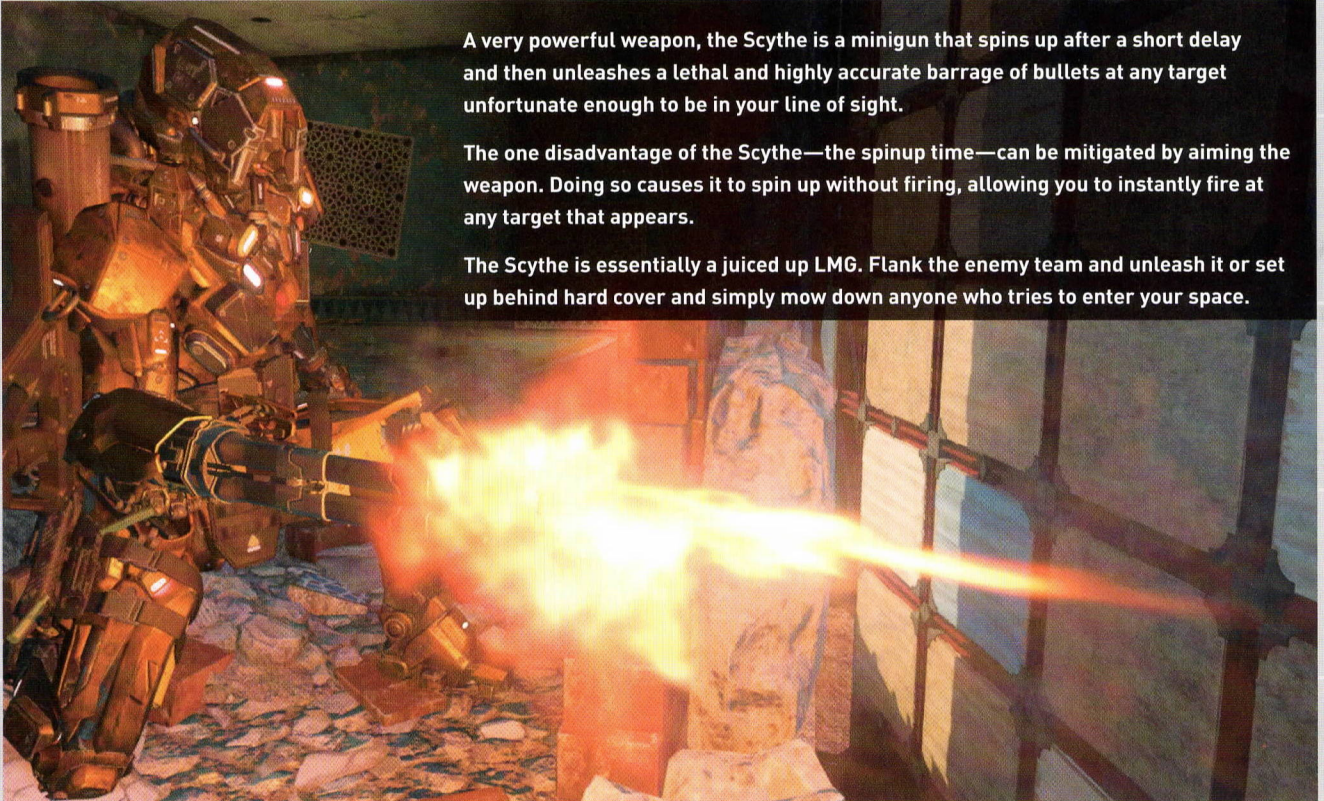 A very powerful weapon, the Scythe is a minigun that spins up after a short delay
and then unleashes a lethal and highly accurate barrage of bullets at any target
unfortunate enough to be in your line of sight.
The one disadvantage of the Scythe—the spinup time—can be mitigated by aiming the
weapon. Doing so causes it to spin up without firing, allowing you to instantly fire at
any target that appears.
The Scythe is essentially a juiced up LMG. Flank the enemy team and unleash it or set
up behind hard cover and simply mow down anyone who tries to enter your space.